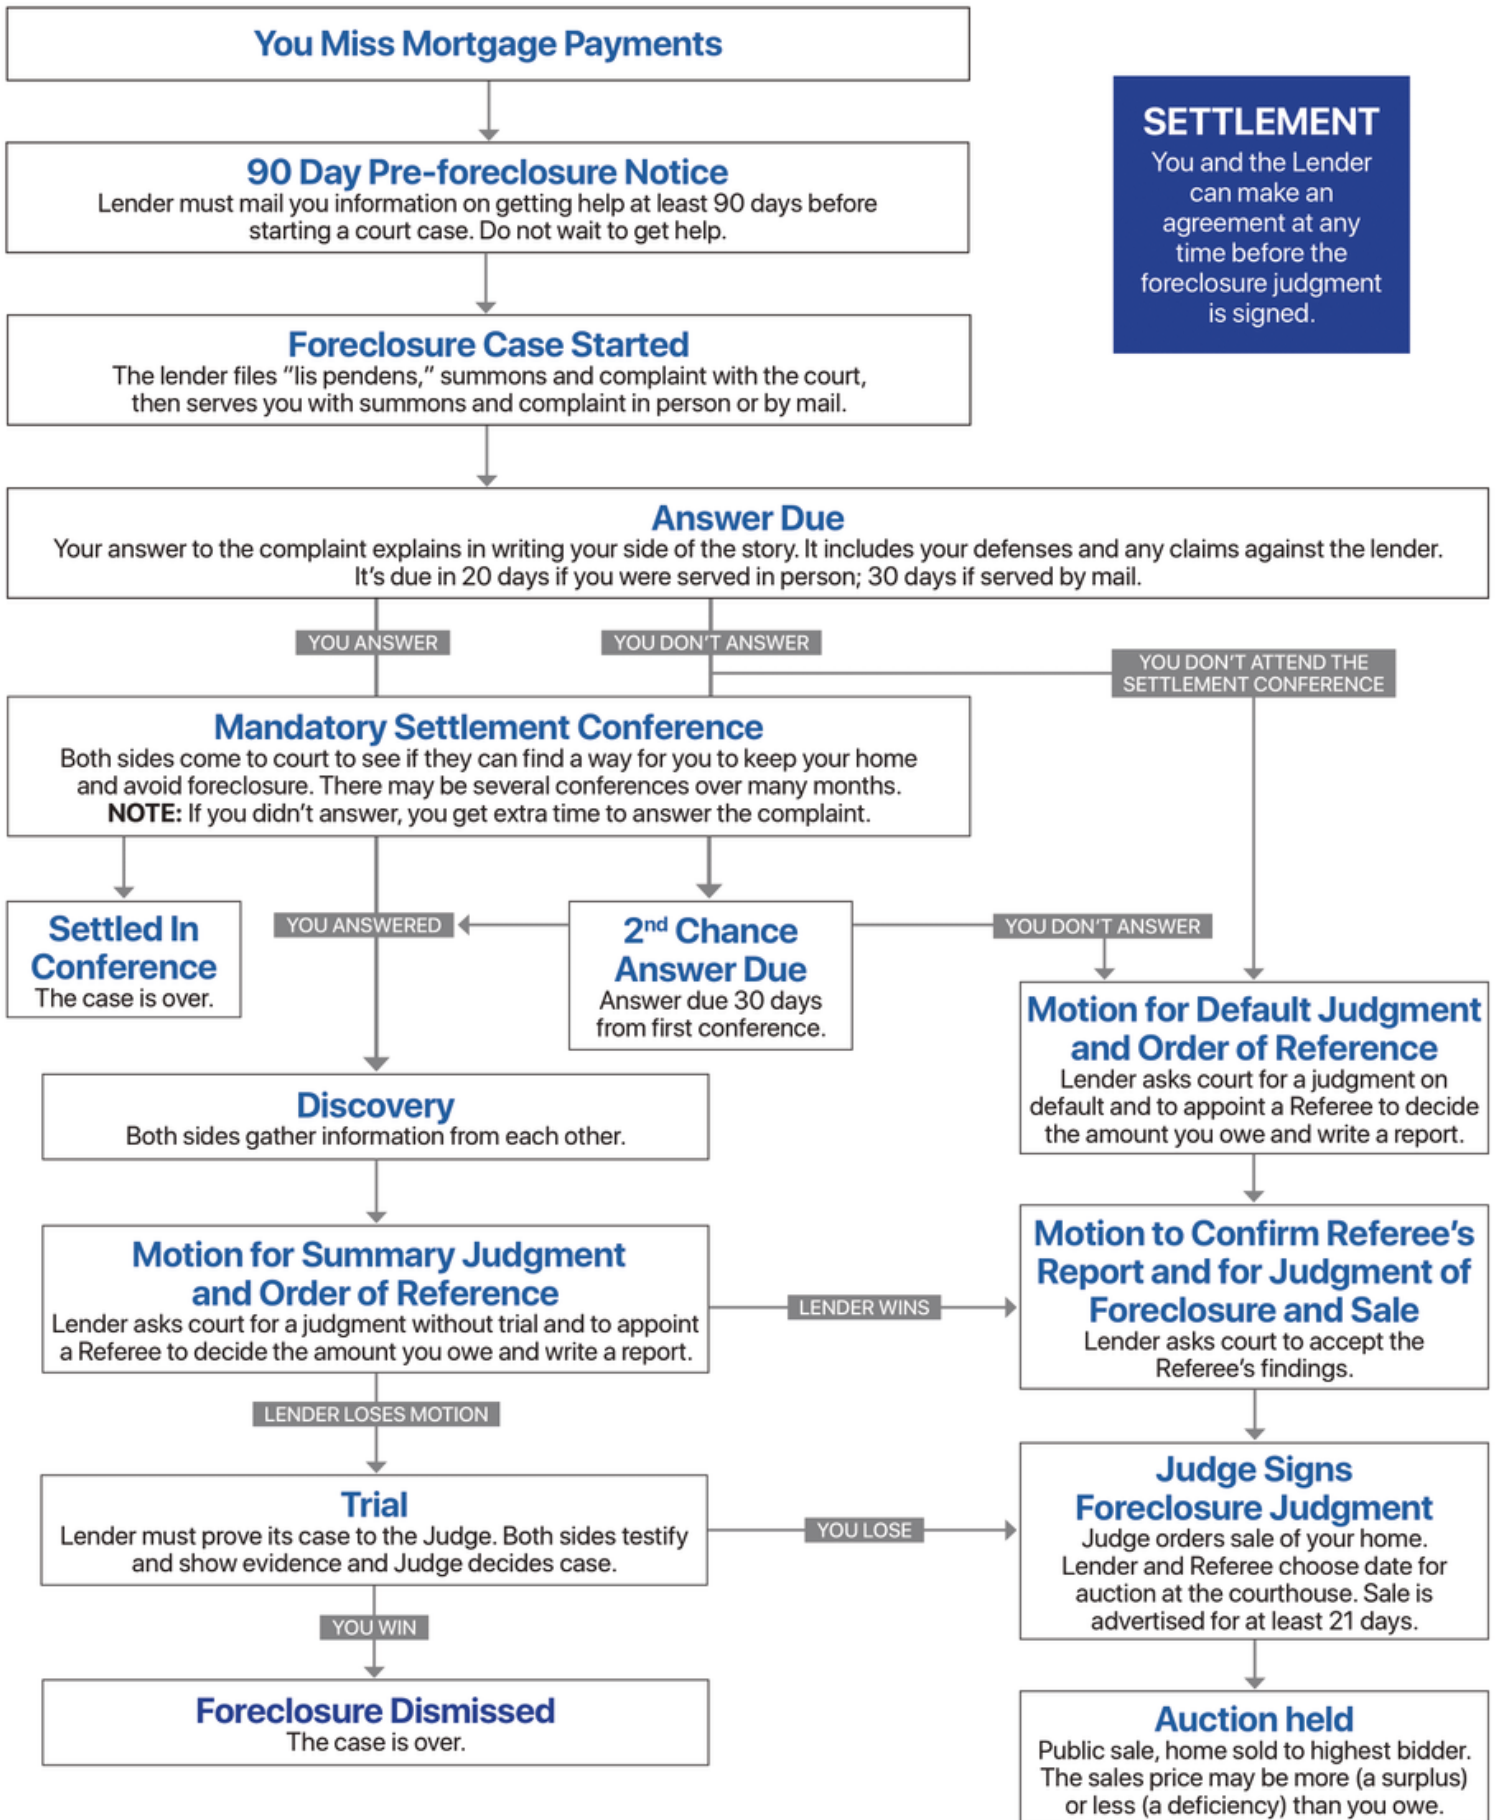 You Miss Mortgage Payments
SETTLEMENT
You and the Lender
can make an
agreement at any
time before the
foreclosure judgment
is signed.
90 Day Pre-foreclosure Notice
Lender must mail you information on getting help at least 90 days before
starting a court case. Do not wait to get help.
Foreclosure Case Started
The lender files “lis pendens,” summons and complaint with the court,
then serves you with summons and complaint in person or by mail.
Answer Due
Your answer to the complaint explains in writing your side of the story. It includes your defenses and any claims against the lender.
It’s due in 20 days if you were served in person; 30 days if served by mail.
YOU ANSWER
YOU DON’T ANSWER
YOU DON’T ATTEND THE
SETTLEMENT CONFERENCE
Mandatory Settlement Conference
Both sides come to court to see if they can find a way for you to keep your home
and avoid foreclosure. There may be several conferences over many months.
NOTE: If you didn’t answer, you get extra time to answer the complaint.
Settled In
Conference
The case is over.
YOU ANSWERED
2nd Chance
Answer Due
Answer due 30 days
from first conference.
YOU DON’T ANSWER
Motion for Default Judgment
and Order of Reference
Lender asks court for a judgment on
default and to appoint a Referee to decide
the amount you owe and write a report.
Discovery
Both sides gather information from each other.
Motion for Summary Judgment
and Order of Reference
Lender asks court for a judgment without trial and to appoint
a Referee to decide the amount you owe and write a report.
LENDER WINS
Motion to Confirm Referee’s
Report and for Judgment of
Foreclosure and Sale
Lender asks court to accept the
Referee’s findings.
LENDER LOSES MOTION
Trial
Lender must prove its case to the Judge. Both sides testify
and show evidence and Judge decides case.
YOU LOSE
Judge Signs
Foreclosure Judgment
Judge orders sale of your home.
Lender and Referee choose date for
auction at the courthouse. Sale is
advertised for at least 21 days.
YOU WIN
Foreclosure Dismissed
The case is over.
Auction held
Public sale, home sold to highest bidder.
The sales price may be more (a surplus)
or less (a deficiency) than you owe.